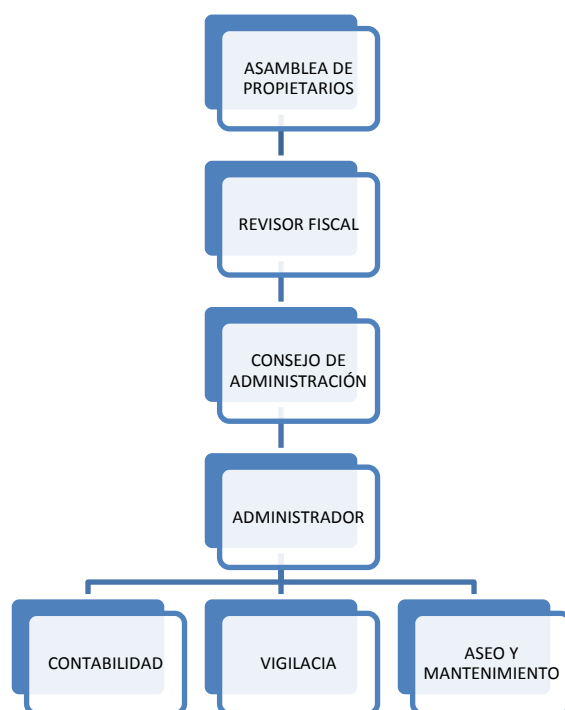 ASAMBLEA DE
PROPIETARIOS
REVISOR FISCAL
CONSEJO DE
ADMINISTRACIÓN
ADMINISTRADOR
CONTABILIDAD
VIGILACIA
ASEO Y
MANTENIMIENTO